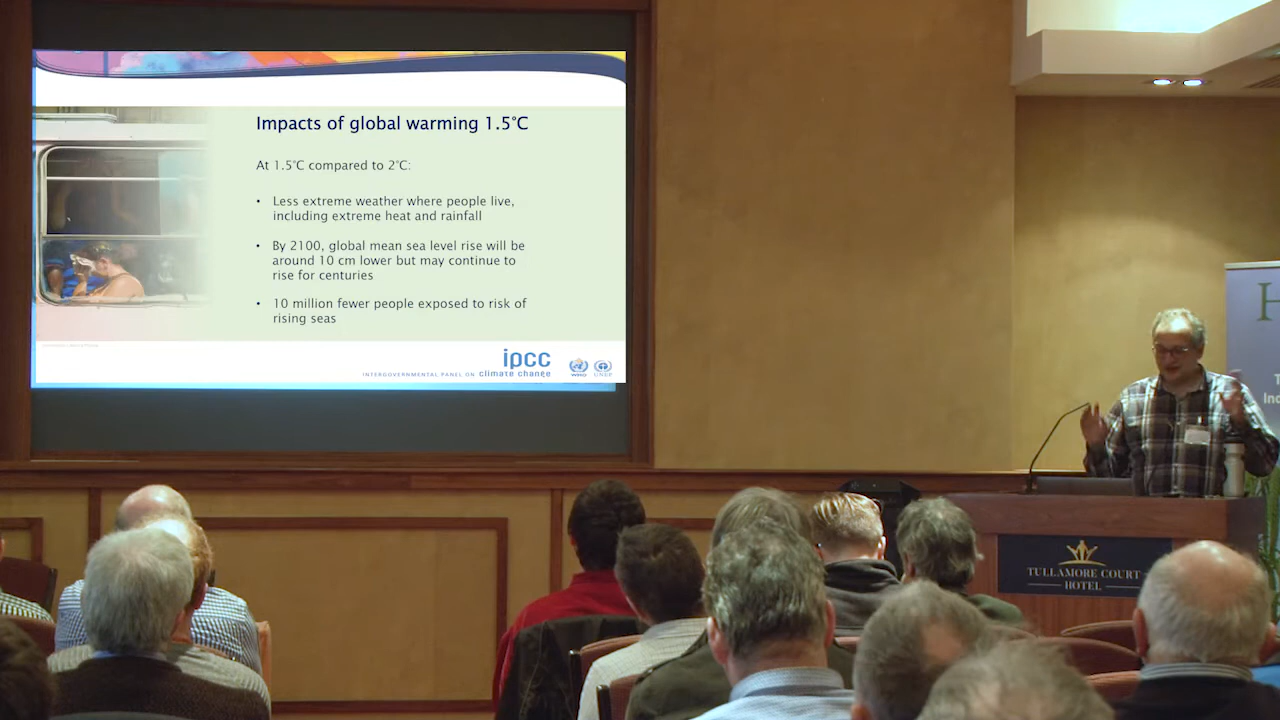 Impacts of global warming 1.5°C
At 1.5°C compared to 2°C:
• Less extreme weather where people live,
including extreme heat and rainfall
• By 2100, global mean sea level rise will be
around 10 cm lower but may continue to
rise for centuries
• 10 million fewer people exposed to risk of
rising seas
ipcc
INTERGOVERNMENTAL PANEL ON climate change
WMO UNEP
H
T
Ind
TULLAMORE COURT
HOTEL